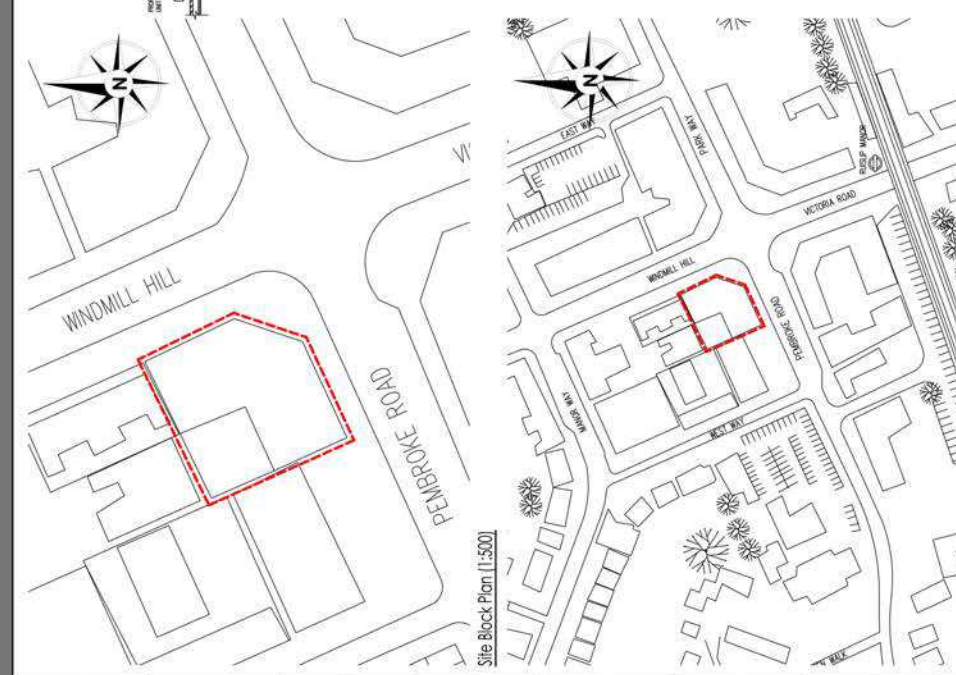 N
WINDMILL HILL
PEMBROKE ROAD
Site Block Plan (1:500)
N
EAST WAY
PARK WAY
RUISLIP MANOR
VICTORIA ROAD
WINDMILL HILL
PEMBROKE ROAD
MANOR WAY
WEST WAY
WALK